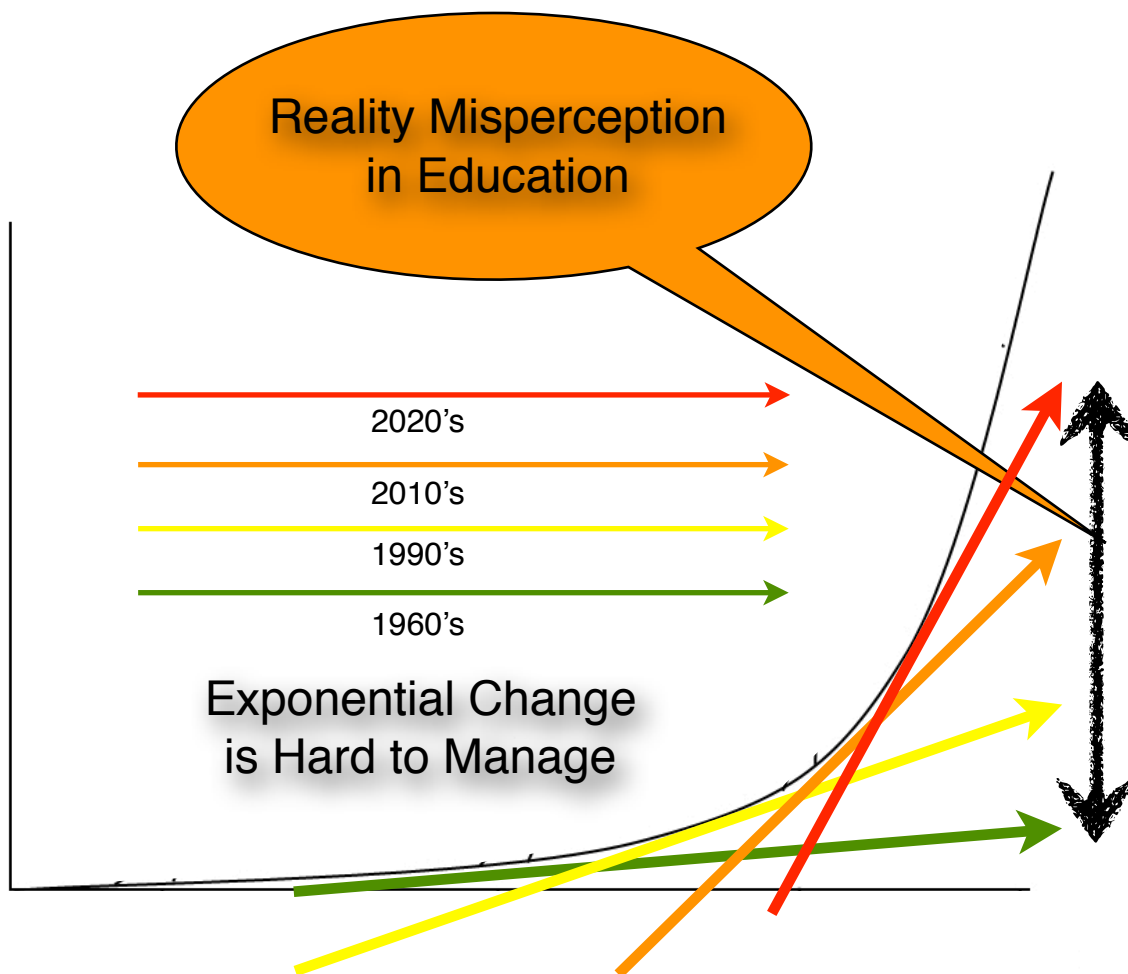 Reality Misperception
in Education
2020's
2010's
1990's
1960's
Exponential Change
is Hard to Manage